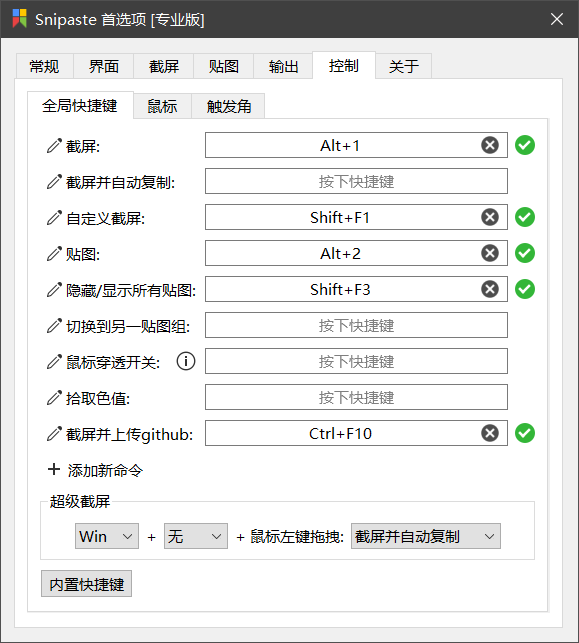 Snipaste 首选项 [专业版]
常规 界面 截屏 贴图 输出 控制 关于
全局快捷键 鼠标 触发角
截屏: Alt+1
截屏并自动复制: 按下快捷键
自定义截屏: Shift+F1
贴图: Alt+2
隐藏/显示所有贴图: Shift+F3
切换到另一贴图组: 按下快捷键
鼠标穿透开关: 按下快捷键
拾取色值: 按下快捷键
截屏并上传github: Ctrl+F10
+ 添加新命令
超级截屏
Win + 无 + 鼠标左键拖拽: 截屏并自动复制
内置快捷键